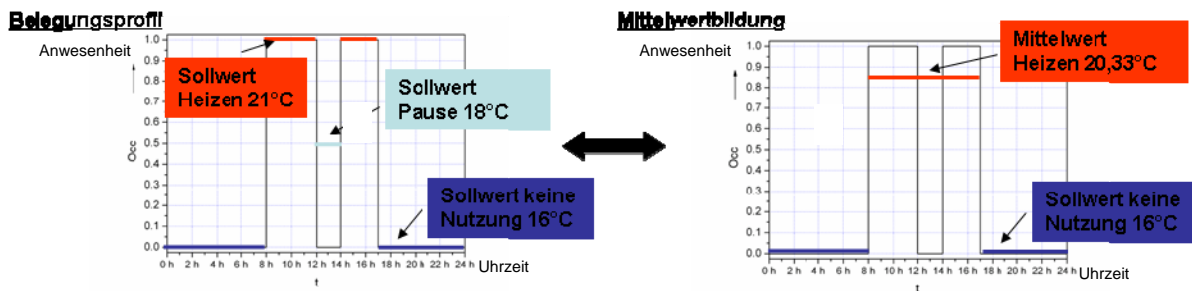 Belegungsprofil
Anwesenheit
1.0
0.9
0.8
0.7
0.6
0.5
0.4
0.3
0.2
0.1
0.0
Occ
Sollwert
Heizen 21°C
Sollwert
Pause 18°C
Sollwert keine
Nutzung 16°C
0 h 2 h 4 h 6 h 8 h 10 h 12 h 14 h 16 h 18 h 20 h 22 h 24 h
Uhrzeit
t
Mittelwertbildung
Anwesenheit
1.0
0.9
0.8
0.7
0.6
0.5
0.4
0.3
0.2
0.1
0.0
Occ
Mittelwert
Heizen 20,33°C
Sollwert keine
Nutzung 16°C
0 h 2 h 4 h 6 h 8 h 10 h 12 h 14 h 16 h 18 h 20 h 22 h 24 h
Uhrzeit
t